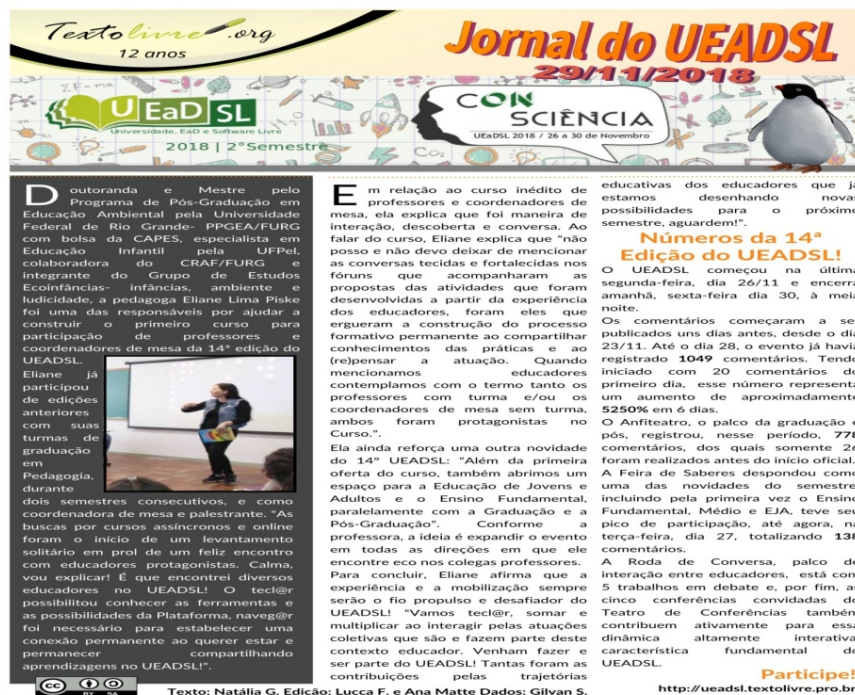 Textolivre.org
12 anos
Jornal do UEADSL
29/11/2018
UEaDSL
Universidade, EaD e Software Livre
2018 | 2°Semestre
CON
SCIÊNCIA
UEaDSL 2018 / 26 a 30 de Novembro
Doutoranda e Mestre pelo
Programa de Pós-Graduação em
Educação Ambiental pela Universidade
Federal de Rio Grande- PPGEA/FURG
com bolsa da CAPES, especialista em
Educação Infantil pela UFPel,
colaboradora do CRAF/FURG e
integrante do Grupo de Estudos
Ecoinfâncias- infâncias, ambiente e
ludicidade, a pedagoga Eliane Lima Piske
foi uma das responsáveis por ajudar a
construir o primeiro curso para
participação de professores e
coordenadores de mesa da 14ª edição do
UEADSL.
Eliane já
participou
de edições
anteriores
com suas
turmas de
graduação
em
Pedagogia,
durante
dois semestres consecutivos, e como
coordenadora de mesa e palestrante. "As
buscas por cursos assíncronos e online
foram o início de um levantamento
solitário em prol de um feliz encontro
com educadores protagonistas. Calma,
vou explicar! É que encontrei diversos
educadores no UEADSL! O tecl@r
possibilitou conhecer as ferramentas e
as possibilidades da Plataforma, naveg@r
foi necessário para estabelecer uma
conexão permanente ao querer estar e
permanecer compartilhando
aprendizagens no UEADSL!".
Em relação ao curso inédito de
professores e coordenadores de
mesa, ela explica que foi maneira de
interação, descoberta e conversa. Ao
falar do curso, Eliane explica que "não
posso e não devo deixar de mencionar
as conversas tecidas e fortalecidas nos
fóruns que acompanharam as
propostas das atividades que foram
desenvolvidas a partir da experiência
dos educadores, foram eles que
ergueram a construção do processo
formativo permanente ao compartilhar
conhecimentos das práticas e ao
(re)pensar a atuação. Quando
mencionamos educadores
contemplamos com o termo tanto os
professores com turma e/ou os
coordenadores de mesa sem turma,
ambos foram protagonistas no
Curso.".
Ela ainda reforça uma outra novidade
do 14º UEADSL: "Além da primeira
oferta do curso, também abrimos um
espaço para a Educação de Jovens e
Adultos e o Ensino Fundamental,
paralelamente com a Graduação e a
Pós-Graduação". Conforme a
professora, a ideia é expandir o evento
em todas as direções em que ele
encontre eco nos colegas professores.
Para concluir, Eliane afirma que a
experiência e a mobilização sempre
serão o fio propulso e desafiador do
UEADSL! "Vamos tecl@r, somar e
multiplicar ao interagir pelas atuações
coletivas que são e fazem parte deste
contexto educador. Venham fazer e
ser parte do UEADSL! Tantas foram as
contribuições pelas trajetórias
educativas dos educadores que já
estamos desenhando novas
possibilidades para o próximo
semestre, aguardem!".
Números da 14ª
Edição do UEADSL!
O UEADSL começou na última
segunda-feira, dia 26/11 e encerra
amanhã, sexta-feira dia 30, à meia
noite.
Os comentários começaram a se
publicados uns dias antes, desde o dia
23/11. Até o dia 28, o evento já havia
registrado 1049 comentários. Tendo
iniciado com 20 comentários do
primeiro dia, esse número representa
um aumento de aproximadamente
5250% em 6 dias.
O Anfiteatro, o palco da graduação e
pós, registrou, nesse período, 778
comentários, dos quais somente 26
foram realizados antes do início oficial.
A Feira de Saberes despondou como
uma das novidades do semestre,
incluindo pela primeira vez o Ensino
Fundamental, Médio e EJA, teve seu
pico de participação, até agora, na
terça-feira, dia 27, totalizando 138
comentários.
A Roda de Conversa, palco de
interação entre educadores, está com
5 trabalhos em debate e, por fim, as
cinco conferências convidadas do
Teatro de Conferências também
contribuem ativamente para essa
dinâmica altamente interativa,
característica fundamental do
UEADSL.
Participe!
http://ueadsl.textolivre.pro.br
CC BY SA
Texto: Natália G. Edição: Lucca F. e Ana Matte Dados: Gilvan S.